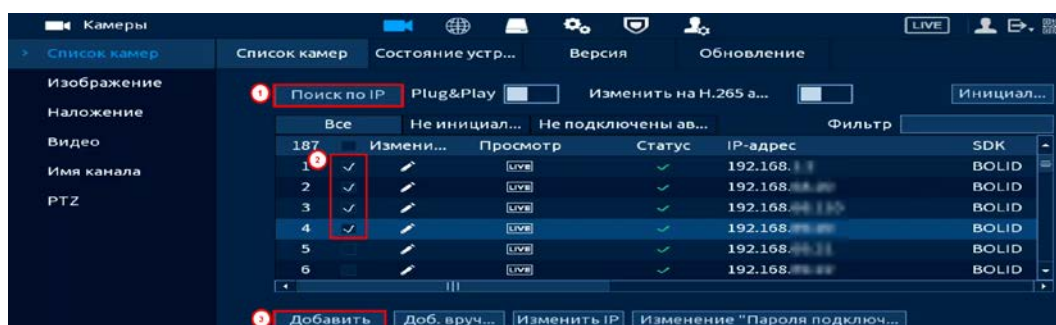 Камеры LIVE
> Список камер Список камер Состояние устр... Версия Обновление
Изображение
1 Поиск по IP Plug&Play Изменить на H.265 а... Инициал...
Наложение
Все Не инициал... Не подключены ав... Фильтр
Видео
187 Измени... Просмотр Статус IP-адрес SDK
Имя канала
1 2 LIVE 192.168. BOLID
2 LIVE 192.168. BOLID
PTZ
3 LIVE 192.168. BOLID
4 LIVE 192.168. BOLID
5 LIVE 192.168. BOLID
6 LIVE 192.168. BOLID
3 Добавить Доб. вруч... Изменить IP Изменение "Пароля подключ...